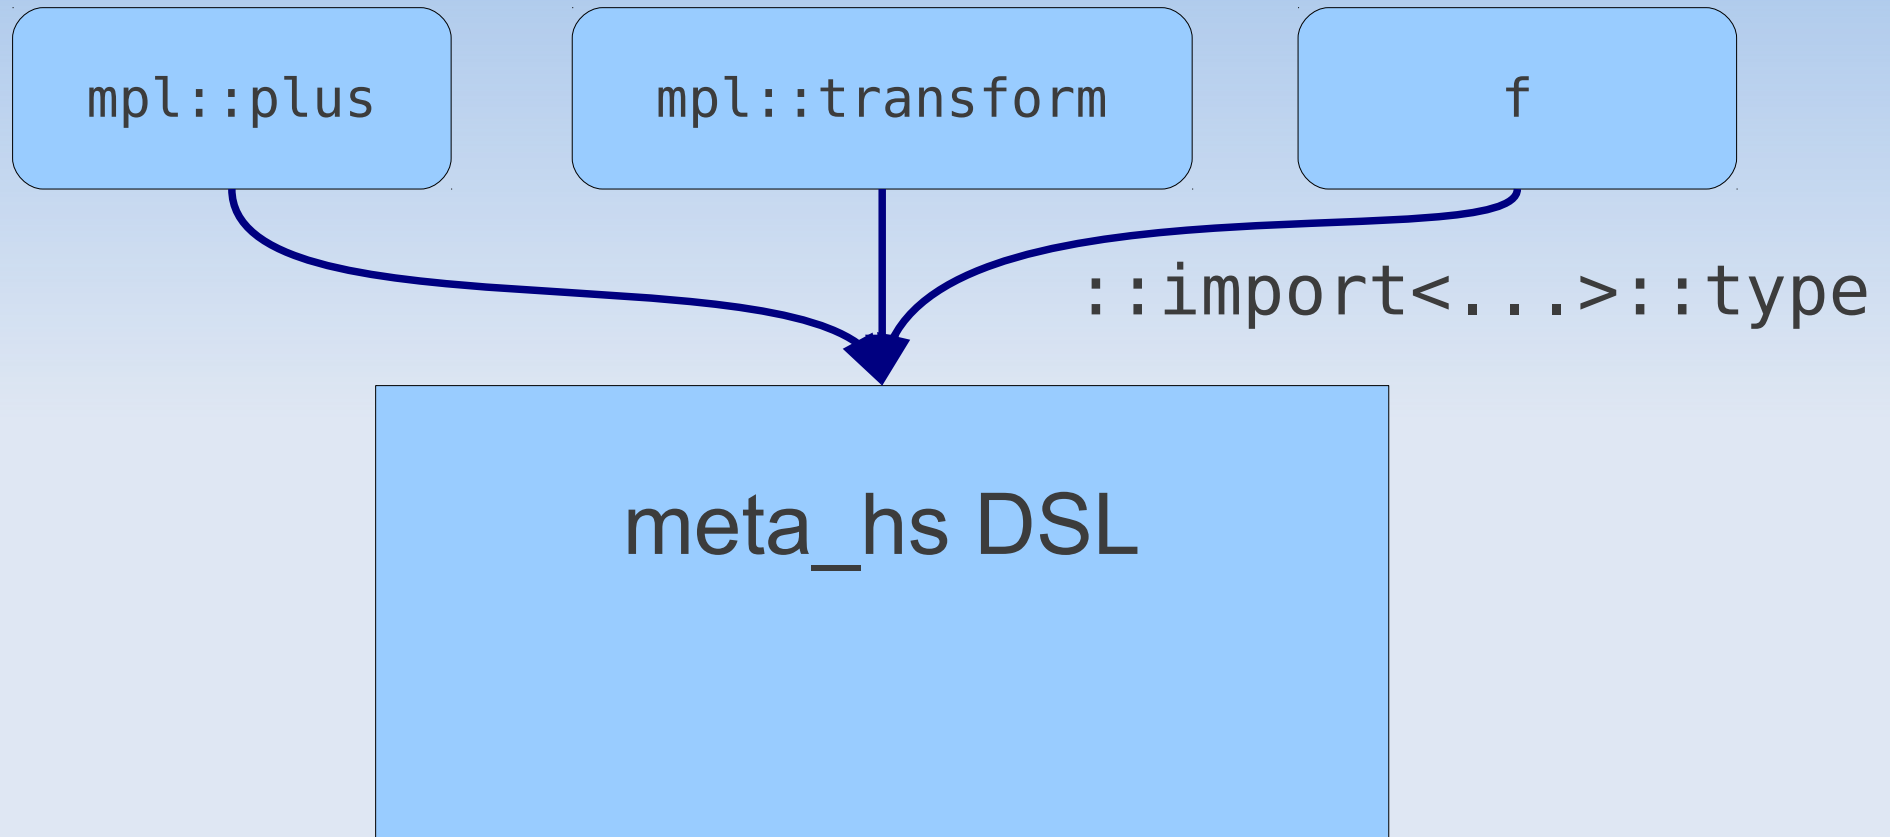 mpl::plus
mpl::transform
f
::import<...>::type
meta_hs DSL